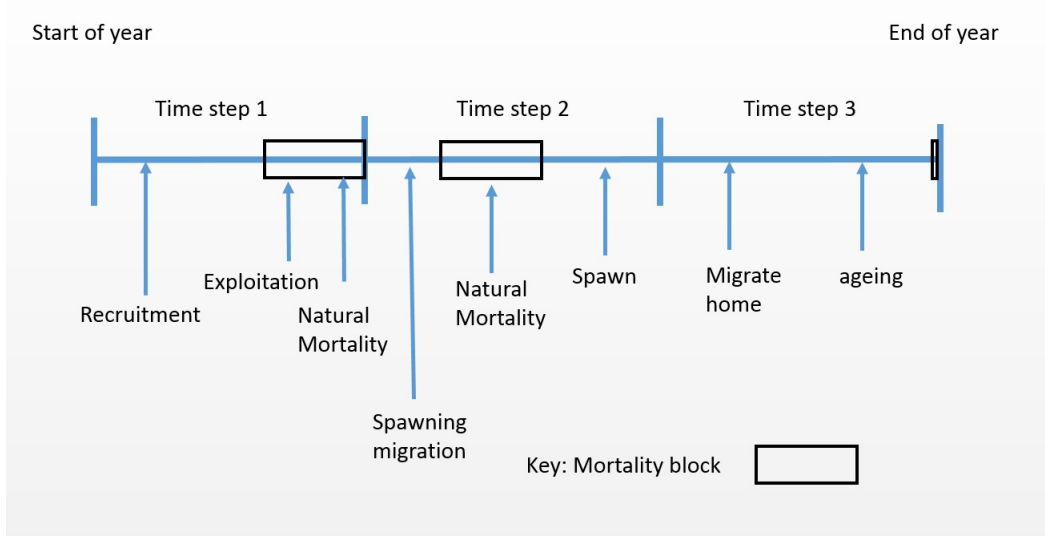 Start of year
End of year
Time step 1
Time step 2
Time step 3
Exploitation
Recruitment
Natural
Mortality
Spawning
migration
Natural
Mortality
Spawn
Migrate
home
ageing
Key: Mortality block